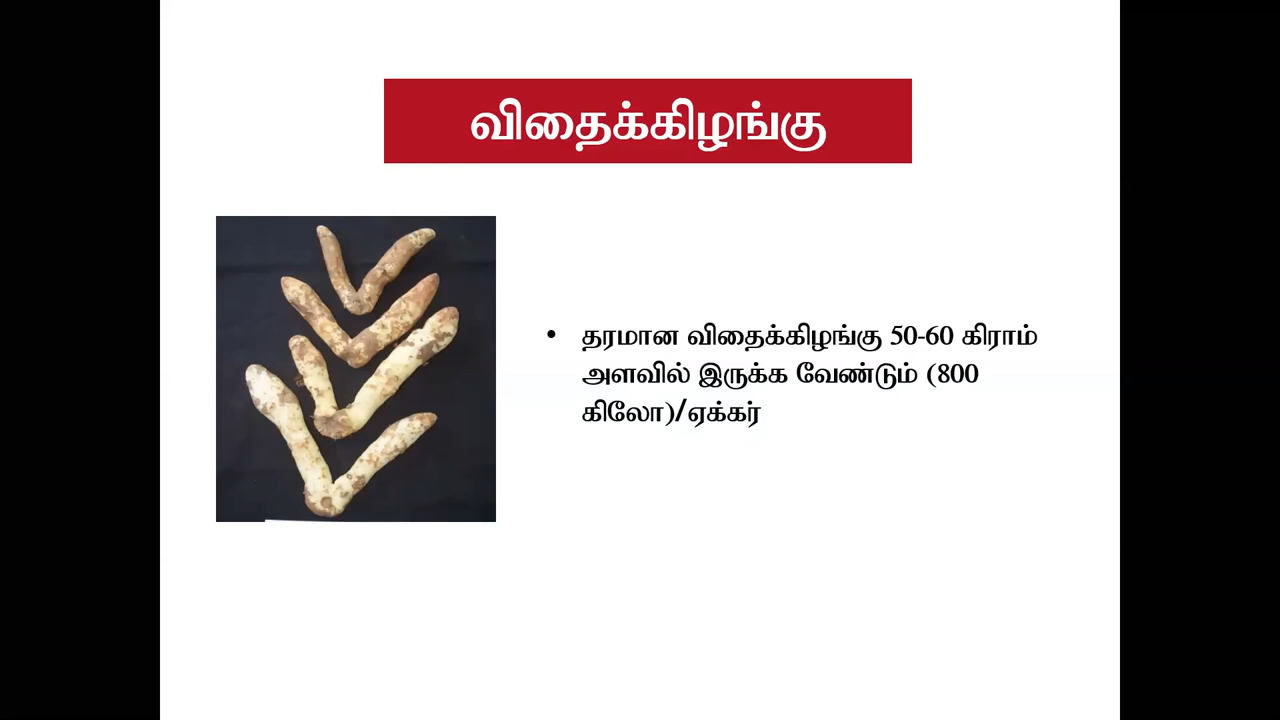 விதைக்கிழங்கு
• தரமான விதைக்கிழங்கு 50-60 கிராம்
அளவில் இருக்க வேண்டும் (800
கிலோ)/ஏக்கர்